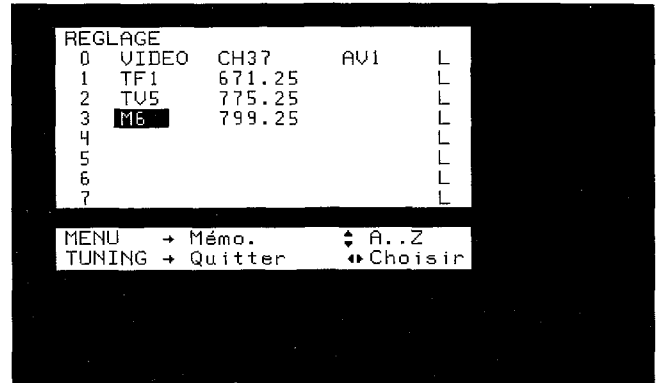 REGLAGE
0 VIDEO CH37 AV1 L
1 TF1 671.25 L
2 TV5 775.25 L
3 M6 799.25 L
4 L
5 L
6 L
7 L
MENU → Mémo. ♦ A..Z
TUNING → Quitter ◂▸ Choisir